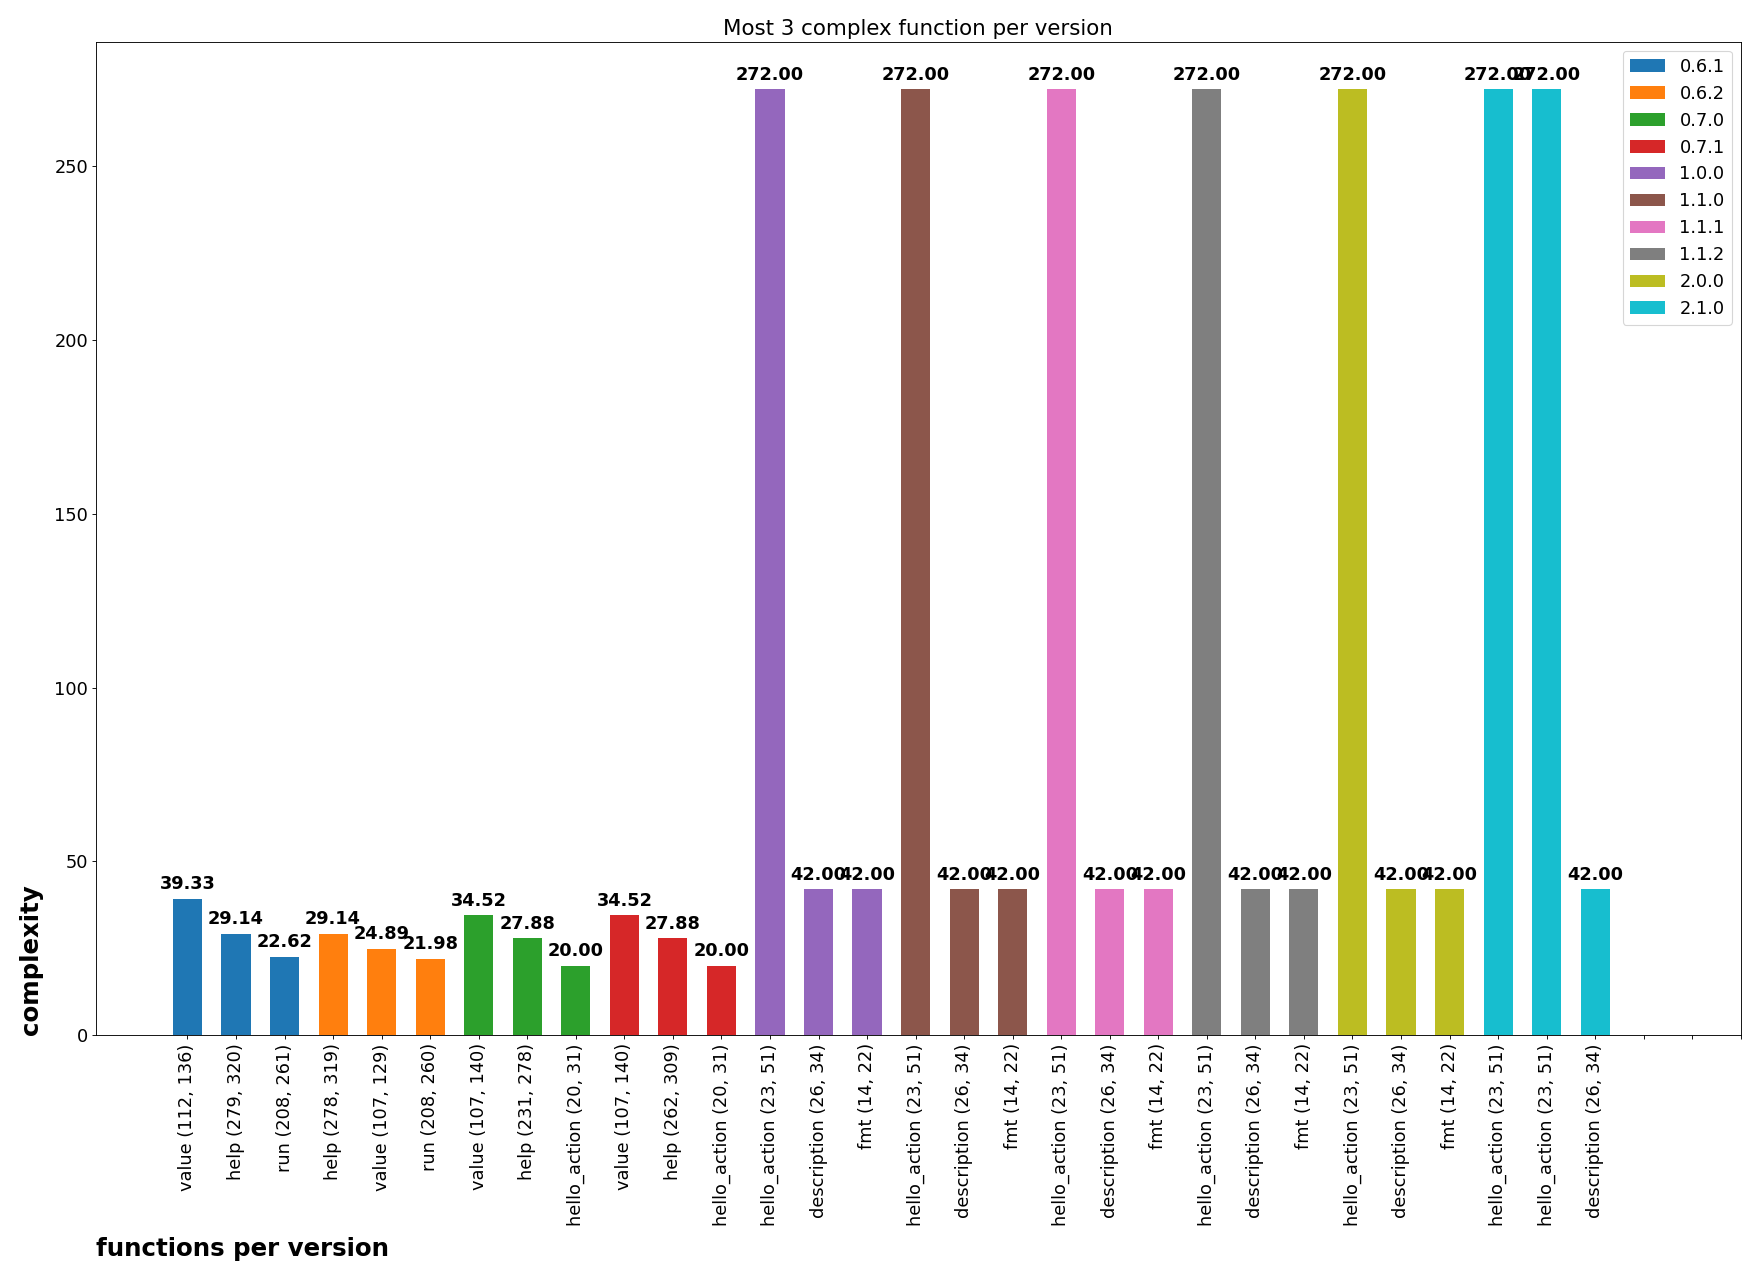 Most 3 complex function per version
272.00 272.00 272.00 272.00 272.00 272.00 272.00
0.6.1
0.6.2
0.7.0
0.7.1
1.0.0
1.1.0
1.1.1
1.1.2
2.0.0
2.1.0
250
200
150
100
50
0
complexity
39.33 29.14 22.62 29.14 24.89 21.98 34.52 27.88 20.00 34.52 27.88 20.00 42.00 42.00 42.00 42.00 42.00 42.00 42.00 42.00 42.00 42.00 42.00
value (112, 136)
help (279, 320)
run (208, 261)
help (278, 319)
value (107, 129)
run (208, 260)
value (107, 140)
help (231, 278)
hello_action (20, 31)
value (107, 140)
help (262, 309)
hello_action (20, 31)
hello_action (23, 51)
description (26, 34)
fmt (14, 22)
hello_action (23, 51)
description (26, 34)
fmt (14, 22)
hello_action (23, 51)
description (26, 34)
fmt (14, 22)
hello_action (23, 51)
description (26, 34)
fmt (14, 22)
hello_action (23, 51)
description (26, 34)
fmt (14, 22)
hello_action (23, 51)
hello_action (23, 51)
description (26, 34)
functions per version